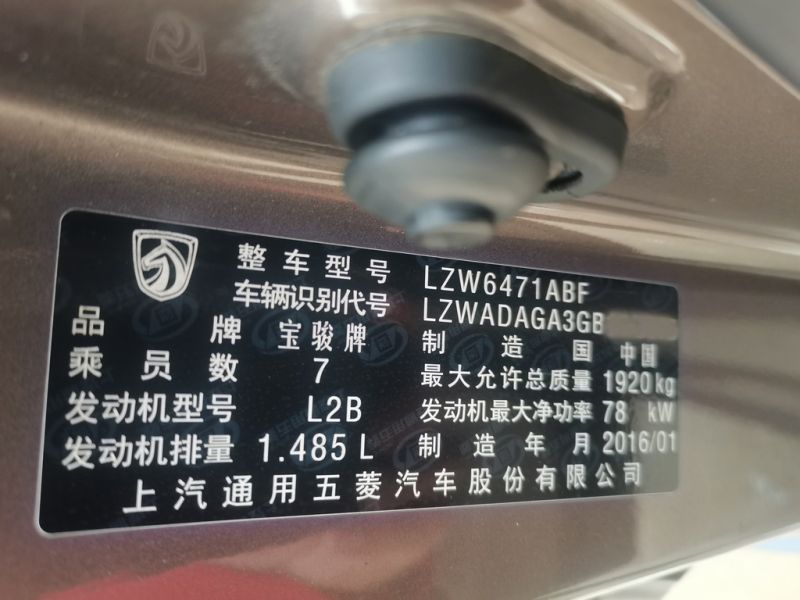 整车型号 LZW6471ABF
车辆识别代号 LZWADAGA3GB
品牌 宝骏牌 制造国 中国
乘员数 7 最大允许总质量 1920kg
发动机型号 L2B 发动机最大净功率 78 kW
发动机排量 1.485 L 制造年月 2016/01
上汽通用五菱汽车股份有限公司